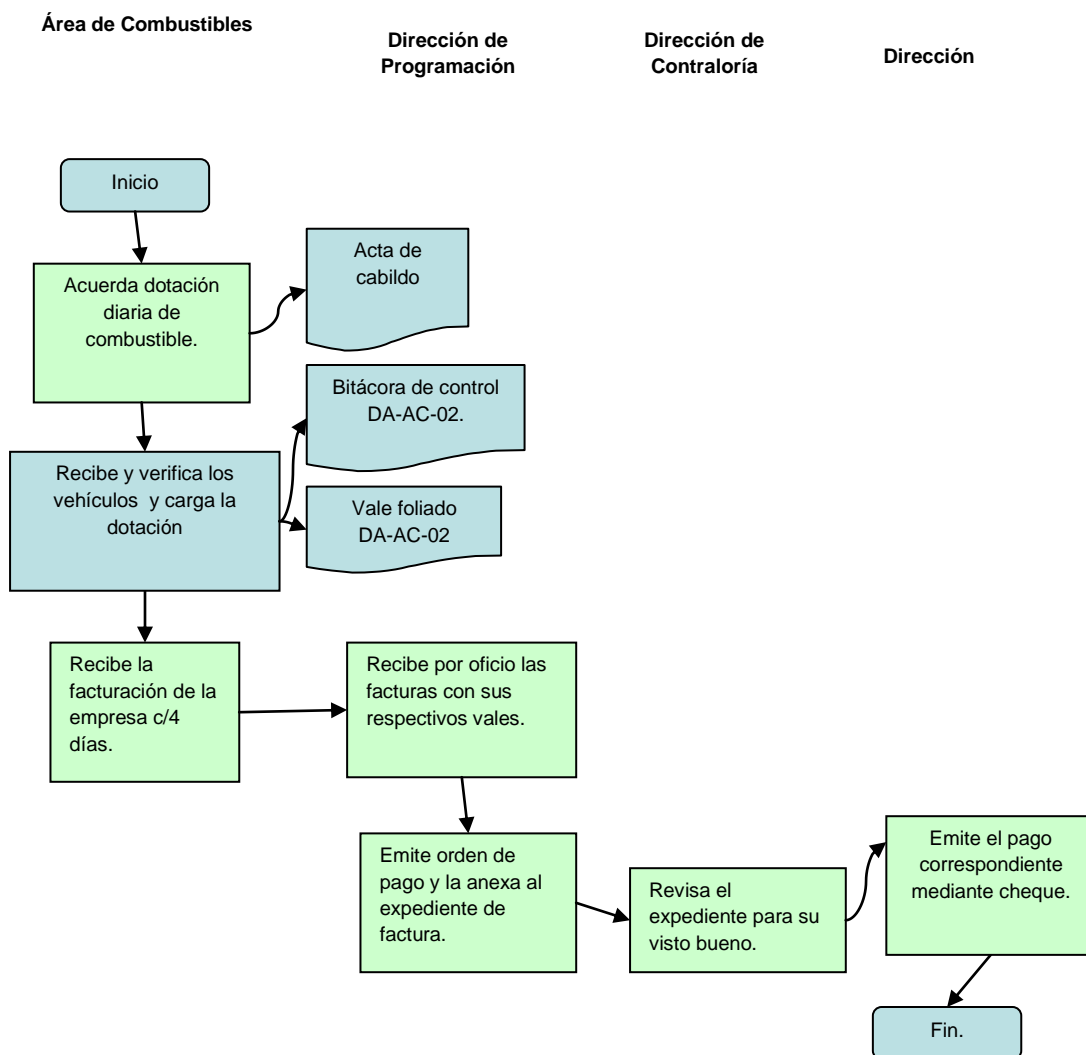 Área de Combustibles
Dirección de
Programación
Dirección de
Contraloría
Dirección
Inicio
Acuerda dotación
diaria de
combustible.
Acta de
cabildo
Bitácora de control
DA-AC-02.
Recibe y verifica los
vehículos  y carga la
dotación
Vale foliado
DA-AC-02
Recibe la
facturación de la
empresa c/4
días.
Recibe por oficio las
facturas con sus
respectivos vales.
Emite orden de
pago y la anexa al
expediente de
factura.
Revisa el
expediente para su
visto bueno.
Emite el pago
correspondiente
mediante cheque.
Fin.